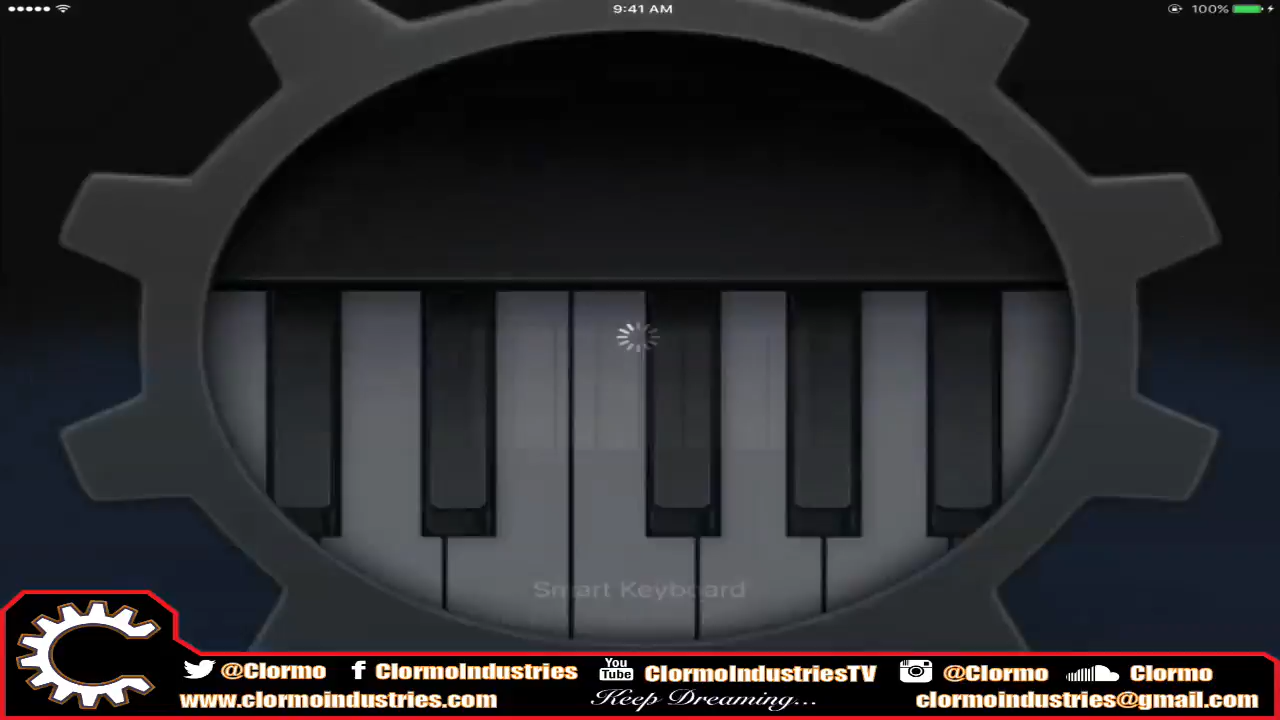 9:41 AM
100%
Smart Keyboard
@Clormo
ClormoIndustries
You Tube ClormoIndustriesTV
@Clormo
Clormo
www.clormoindustries.com
Keep Dreaming...
clormoindustries@gmail.com